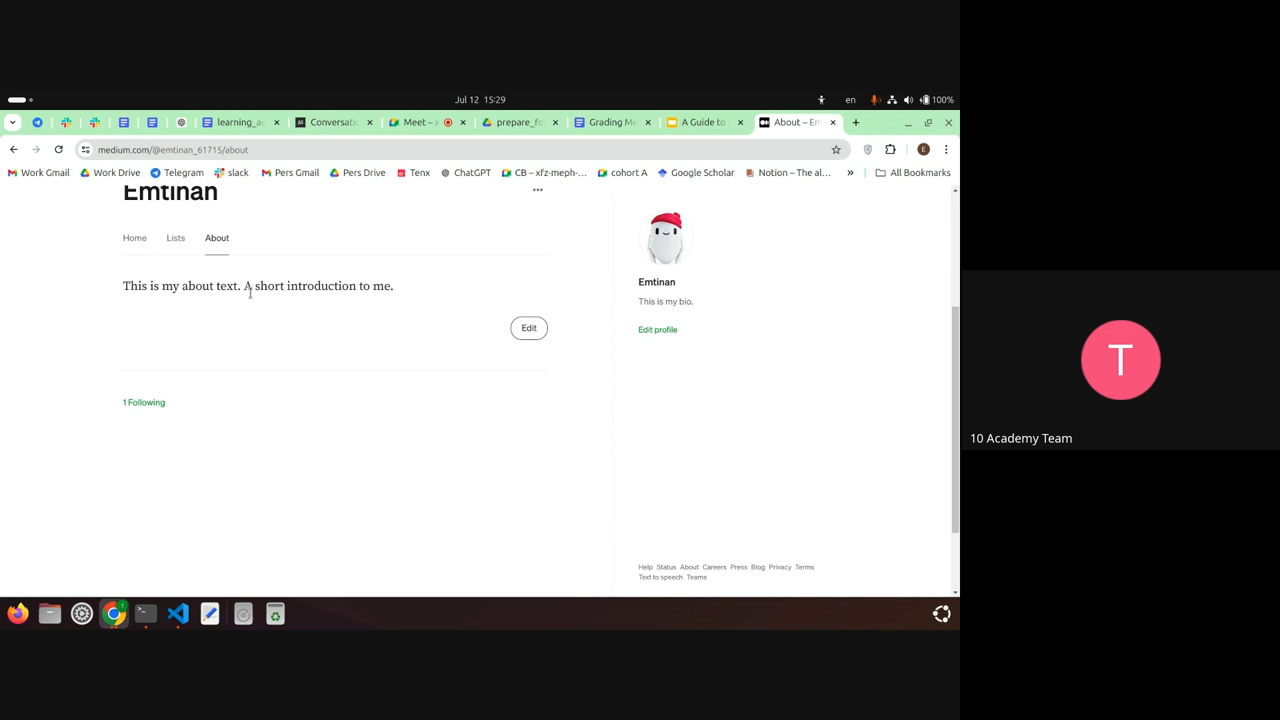 Jul 12 15:29
en
100%
learning_au
Conversatio
Meet – x
prepare_fo
Grading Me
A Guide to
About – Em
medium.com/@emtinan_61715/about
Work Gmail
Work Drive
Telegram
slack
Pers Gmail
Pers Drive
Tenx
ChatGPT
CB – xfz-meph-...
cohort A
Google Scholar
Notion – The al...
»
All Bookmarks
Emtinan
Home
Lists
About
This is my about text. A short introduction to me.
Edit
1 Following
Emtinan
This is my bio.
Edit profile
Help Status About Careers Press Blog Privacy Terms
Text to speech Teams
T
10 Academy Team